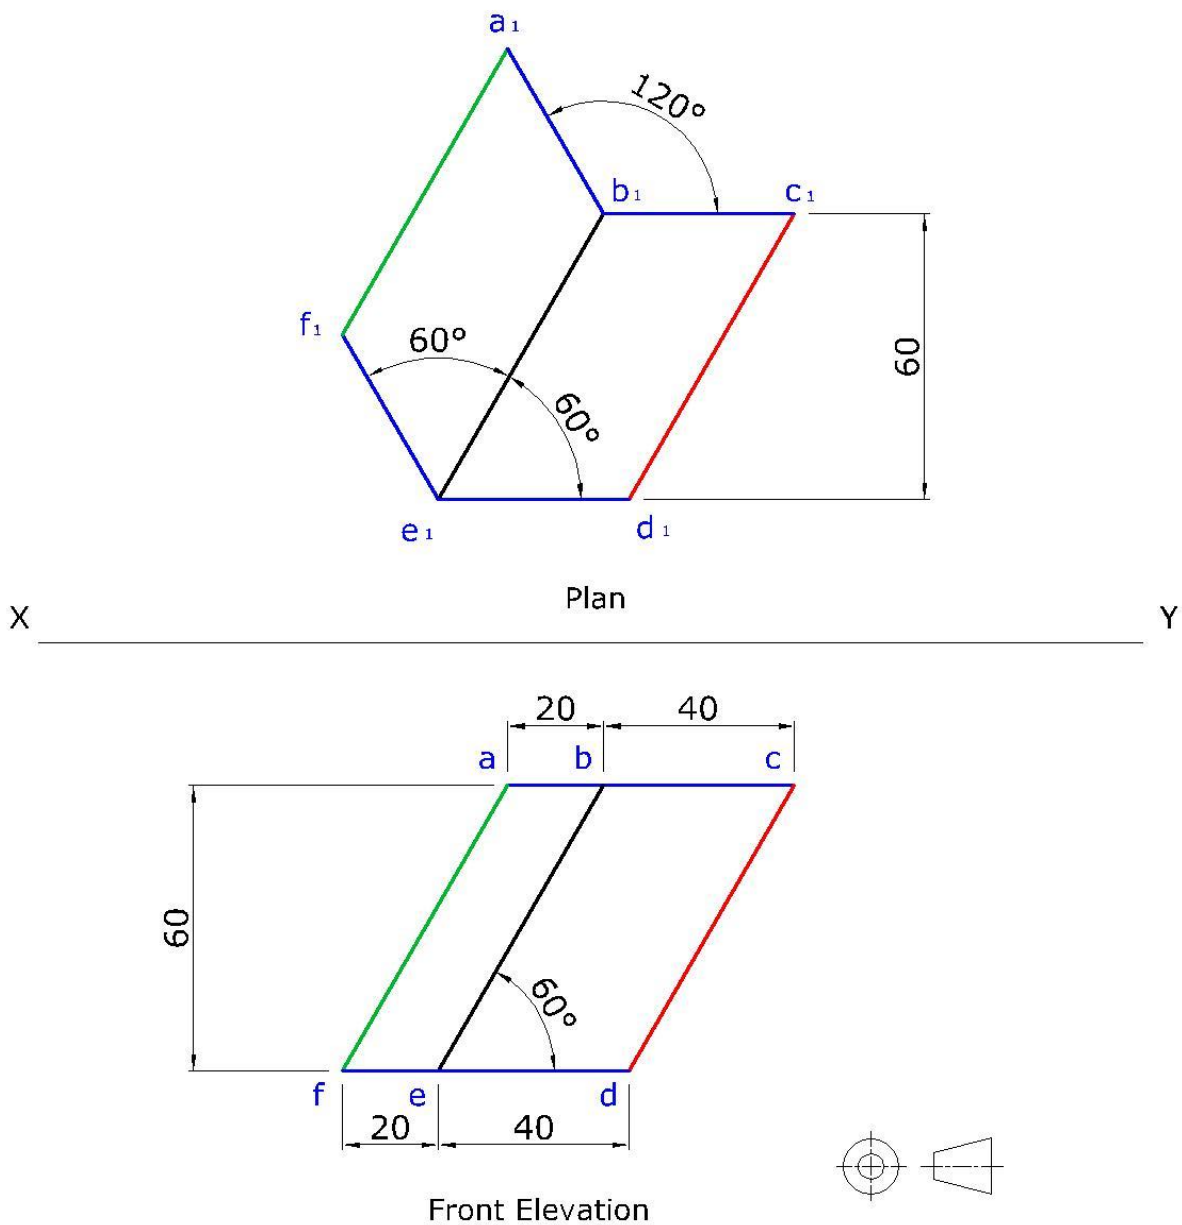 a₁
120°
b₁ c₁
f₁ 60° 60
60°
e₁ d₁
Plan
X Y
20 40
a b c
60
60°
f e d
20 40
Front Elevation